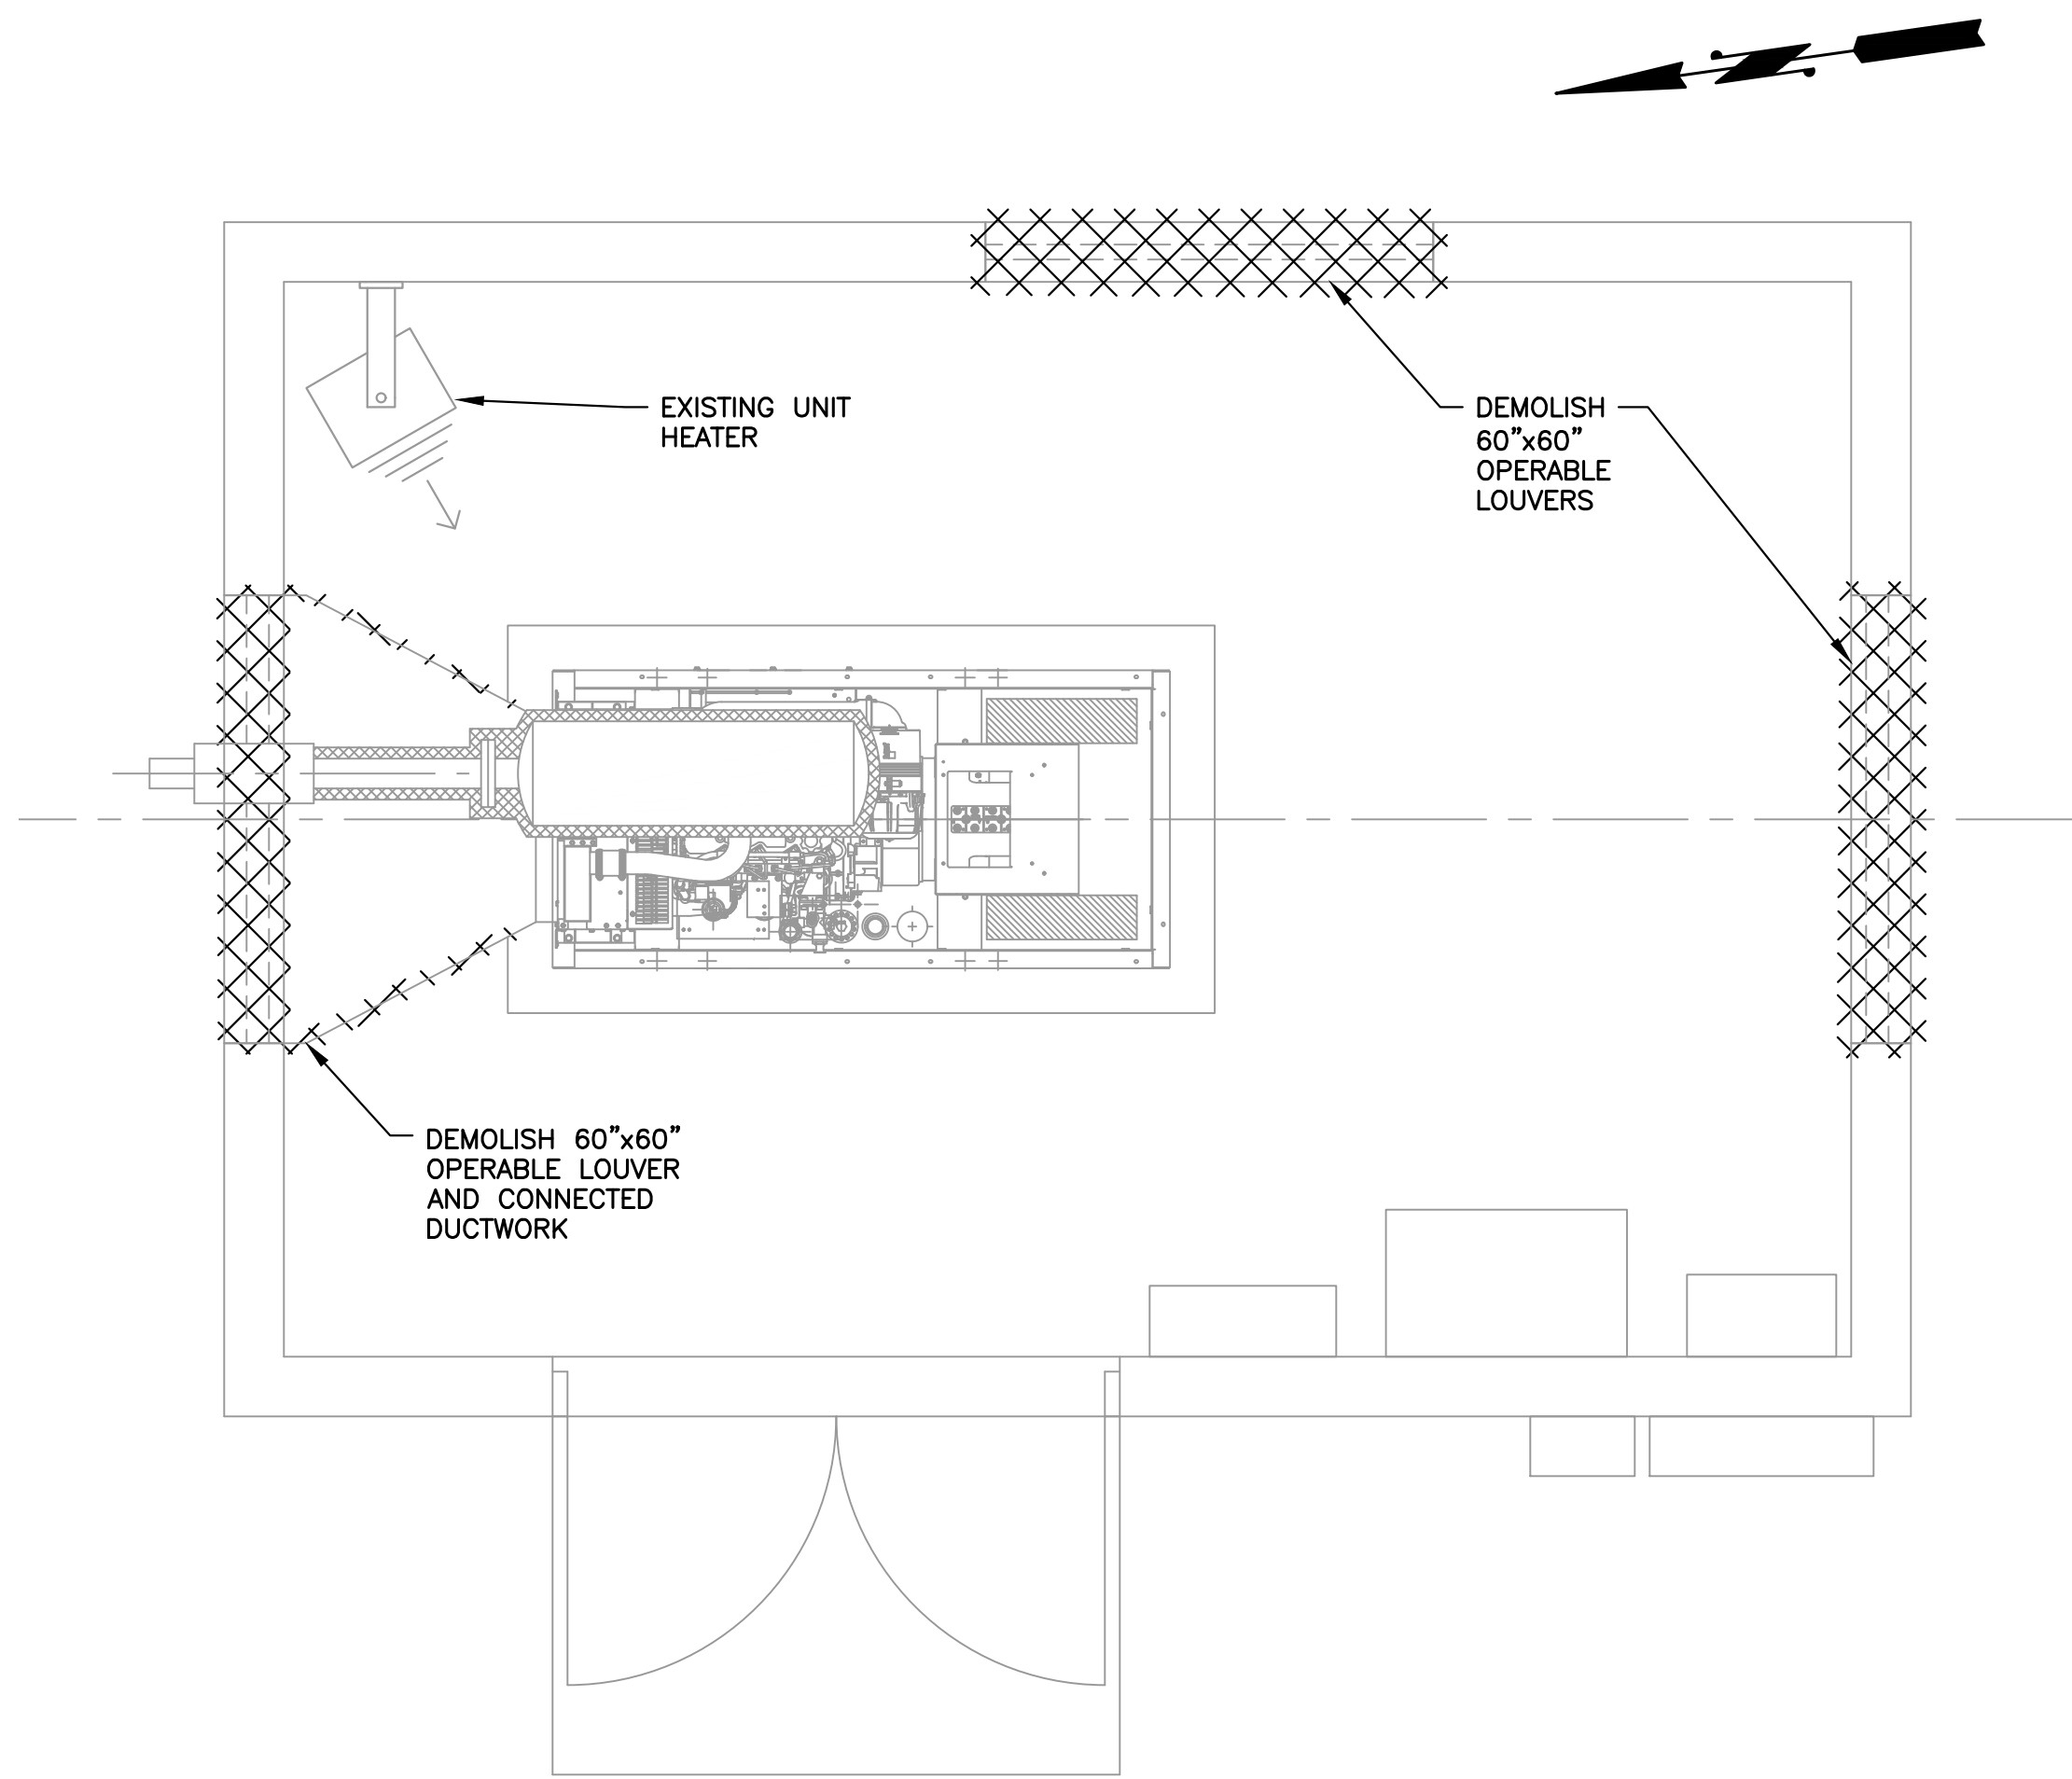 EXISTING UNIT
HEATER
DEMOLISH
60"x60"
OPERABLE
LOUVERS
DEMOLISH 60"x60"
OPERABLE LOUVER
AND CONNECTED
DUCTWORK